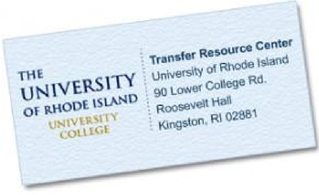 THE
UNIVERSITY
OF RHODE ISLAND
UNIVERSITY
COLLEGE
Transfer Resource Center
University of Rhode Island
90 Lower College Rd.
Roosevelt Hall
Kingston, RI 02881